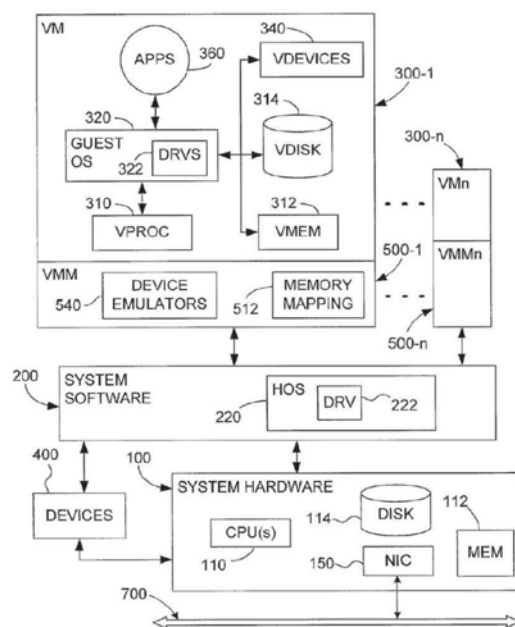 VM
APPS
360
340
VDEVICES
300-1
320
314
GUEST
OS
322
DRVS
VDISK
300-n
310
312
VPROC
VMEM
VMn
VMM
500-1
540
DEVICE
EMULATORS
512
MEMORY
MAPPING
VMMn
500-n
200
SYSTEM
SOFTWARE
HOS
220
DRV
222
400
100
DEVICES
SYSTEM HARDWARE
114
DISK
112
CPU(s)
110
150
NIC
MEM
700